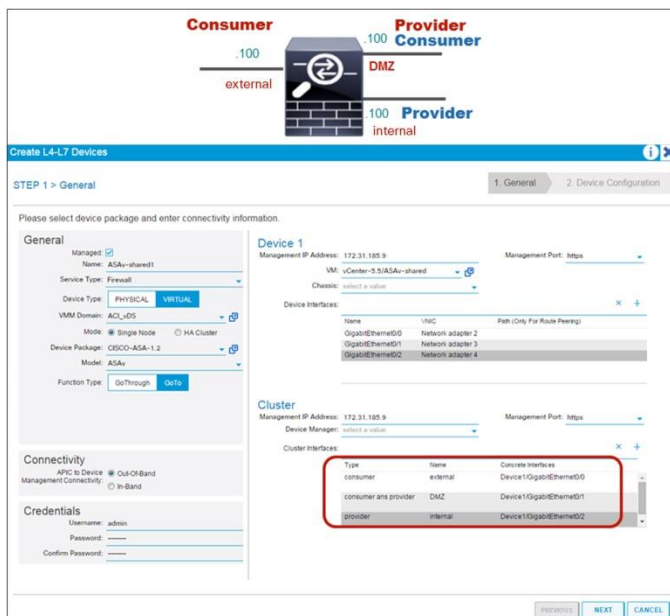 Consumer
Provider
.100
.100 Consumer
DMZ
external
.100 Provider
internal
Create L4-L7 Devices
STEP 1 > General
1. General
2. Device Configuration
Please select device package and enter connectivity information.
General
Managed:
Name: ASAv-shared1
Service Type: Firewall
Device Type: PHYSICAL VIRTUAL
VMM Domain: ACI_vDS
Mode: Single Node HA Cluster
Device Package: CISCO-ASA-1.2
Model: ASAv
Function Type: GoThrough GoTo
Connectivity
APIC to Device Management Connectivity: Out-Of-Band
In-Band
Credentials
Username: admin
Password:
Confirm Password:
Device 1
Management IP Address: 172.31.185.9 Management Port: https
VM: vCenter-5.5/ASAv-shared
Chassis: select a value
Device Interfaces:
Name VNIC Path (Only For Route Peering)
GigabitEthernet0/0 Network adapter 2
GigabitEthernet0/1 Network adapter 3
GigabitEthernet0/2 Network adapter 4
Cluster
Management IP Address: 172.31.185.9 Management Port: https
Device Manager: select a value
Cluster Interfaces:
Type Name Concrete Interfaces
consumer external Device1/GigabitEthernet0/0
consumer ans provider DMZ Device1/GigabitEthernet0/1
provider internal Device1/GigabitEthernet0/2
PREVIOUS NEXT CANCEL